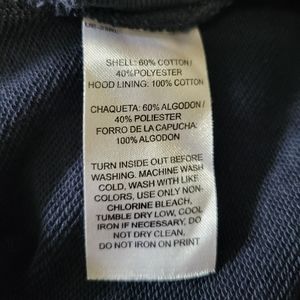 SHELL: 60% COTTON/
40%POLYESTER
HOOD LINING: 100% COTTON
CHAQUETA: 60% ALGODON/
40% POLIESTER
FORRO DE LA CAPUCHA:
100% ALGODON
TURN INSIDE OUT BEFORE
WASHING. MACHINE WASH
COLD, WASH WITH LIKE
COLORS, USE ONLY NON-
CHLORINE BLEACH,
TUMBLE DRY LOW, COOL
IRON IF NECESSARY. DO
NOT DRY CLEAN,
DO NOT IRON ON PRINT